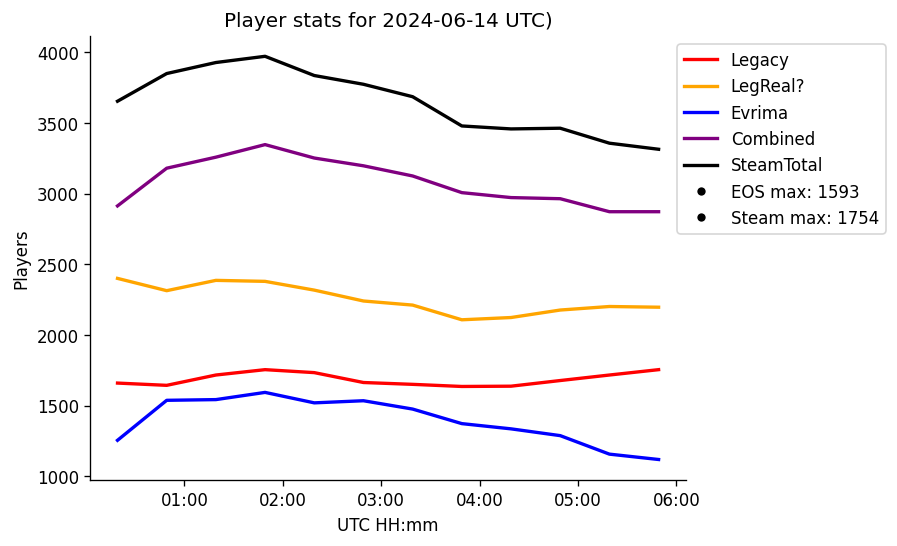 Player stats for 2024-06-14 UTC)
4000
3500
3000
2500
2000
1500
1000
Players
01:00
02:00
03:00
04:00
05:00
06:00
UTC HH:mm
Legacy
LegReal?
Evrima
Combined
SteamTotal
EOS max: 1593
Steam max: 1754